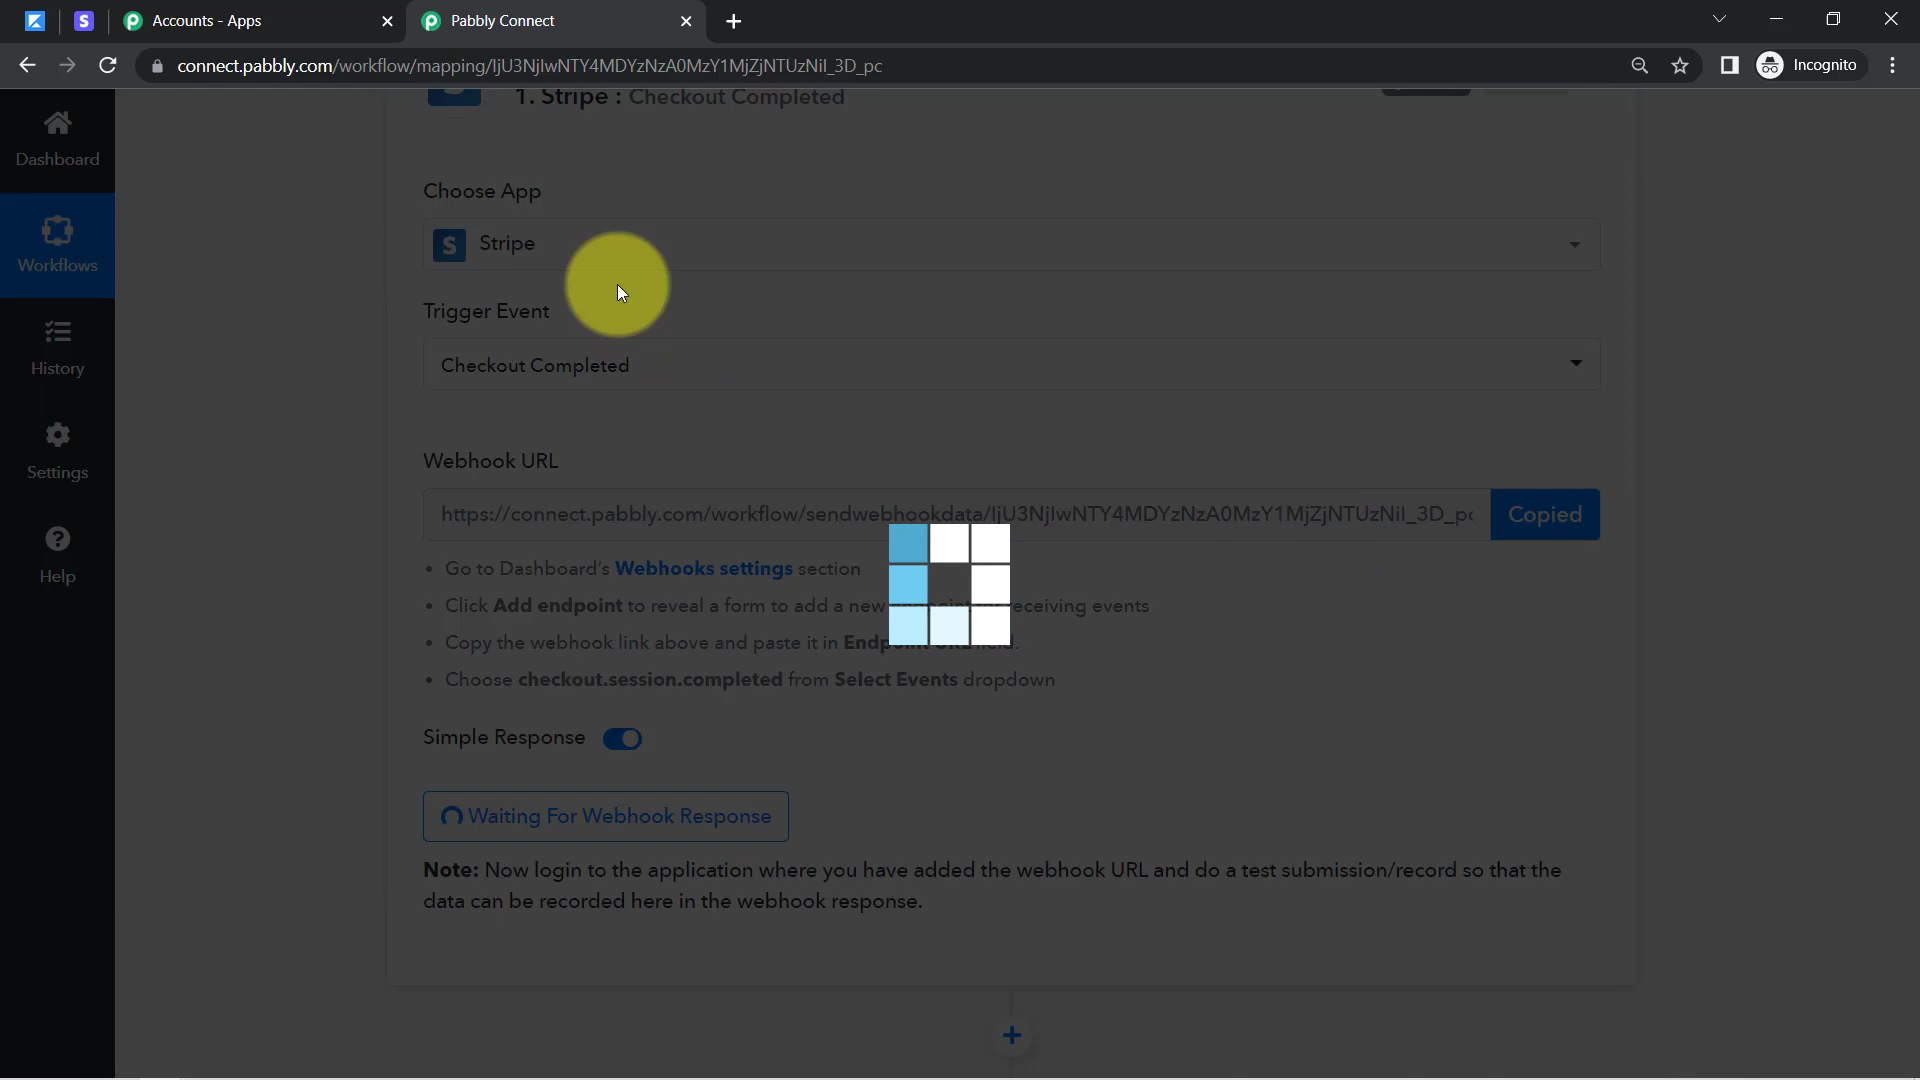 Accounts - Apps
Pabbly Connect
connect.pabbly.com/workflow/mapping/IjU3NjIwNTY4MDYzNzA0MzY1MjZjNTUzNiI_3D_pc
Incognito
1. Stripe : Checkout Completed
Dashboard
Workflows
History
Settings
Help
Choose App
S Stripe
Trigger Event
Checkout Completed
Webhook URL
https://connect.pabbly.com/workflow/sendwebhookdata/IjU3NjIwNTY4MDYzNzA0MzY1MjZjNTUzNiI_3D_pc
Copied
• Go to Dashboard's Webhooks settings section
• Click Add endpoint to reveal a form to add a new receiving events
• Copy the webhook link above and paste it in
• Choose checkout.session.completed from Select Events dropdown
Simple Response
Waiting For Webhook Response
Note: Now login to the application where you have added the webhook URL and do a test submission/record so that the
data can be recorded here in the webhook response.